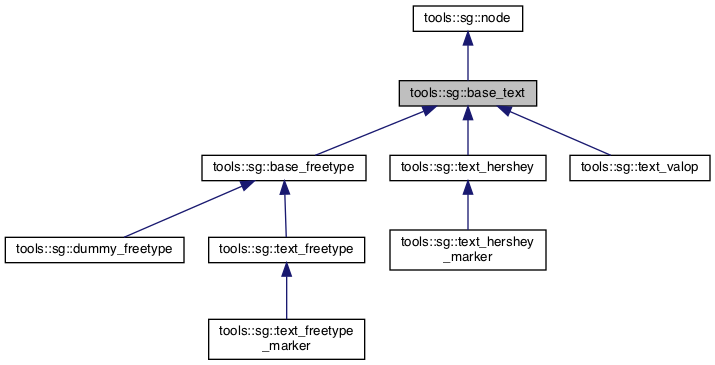 tools::sg::node
tools::sg::base_text
tools::sg::base_freetype
tools::sg::text_hershey
tools::sg::text_valop
tools::sg::dummy_freetype
tools::sg::text_freetype
tools::sg::text_hershey
_marker
tools::sg::text_freetype
_marker